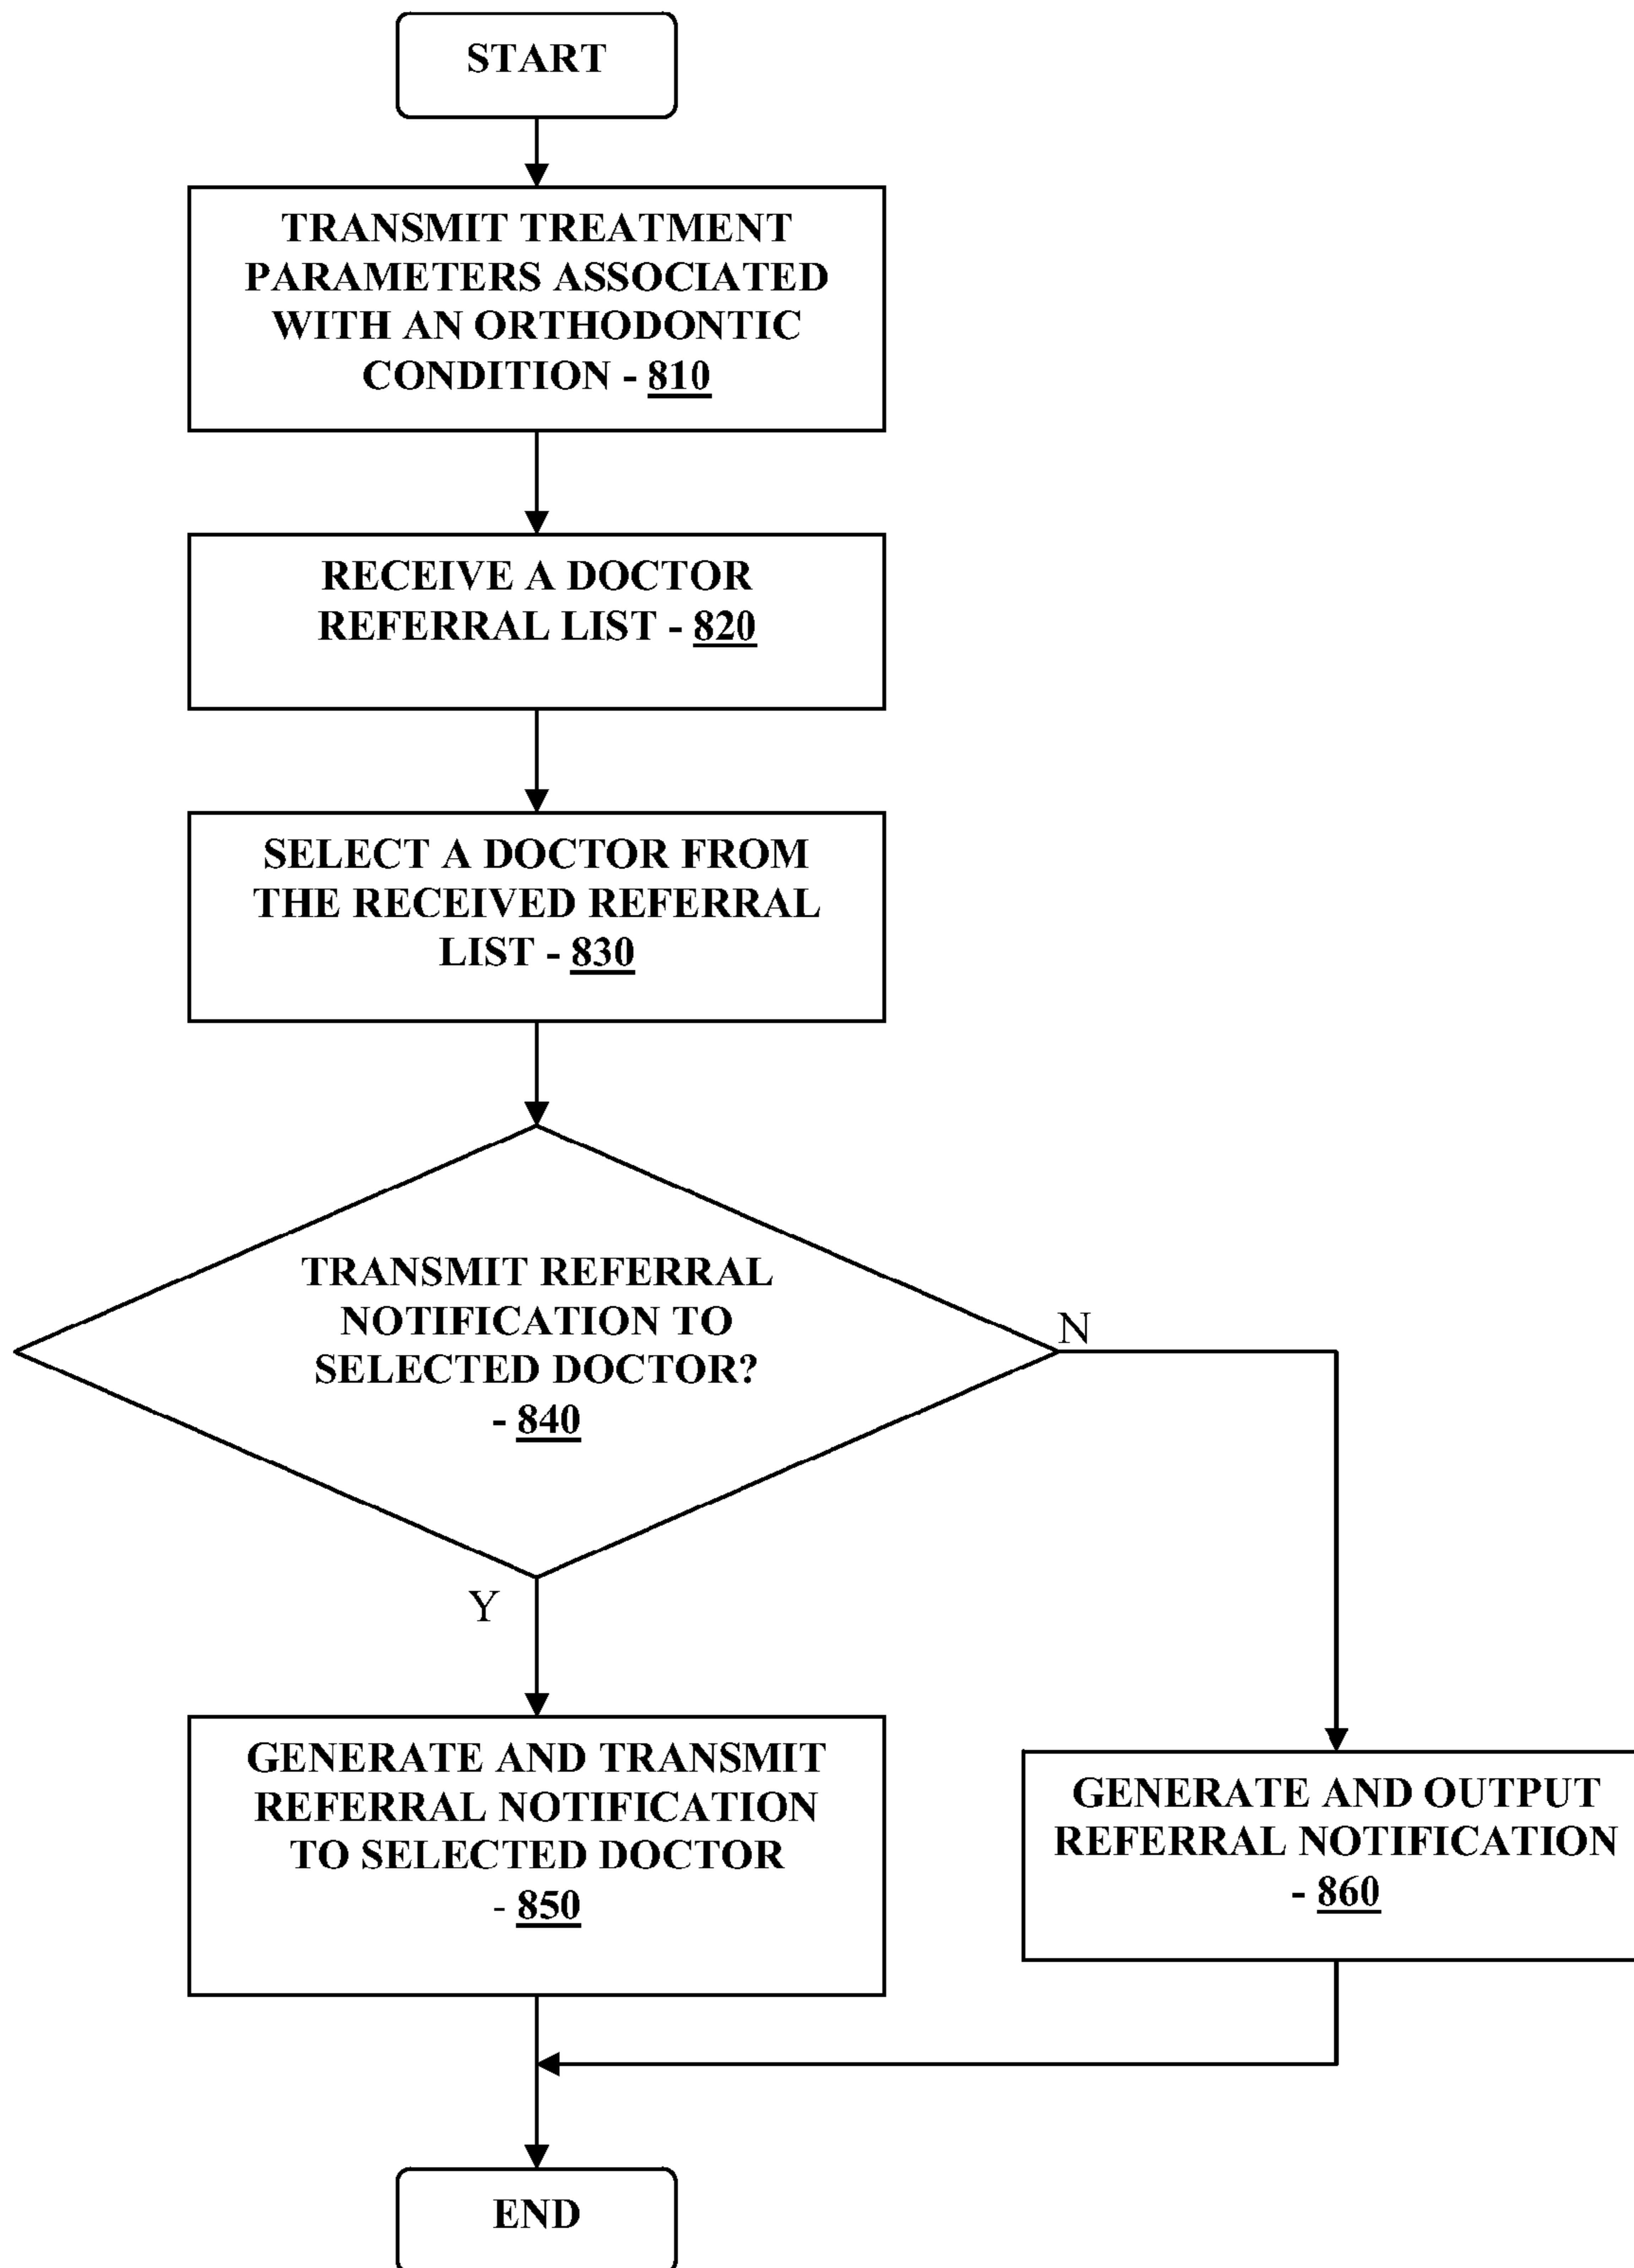 START
TRANSMIT TREATMENT
PARAMETERS ASSOCIATED
WITH AN ORTHODONTIC
CONDITION - 810
RECEIVE A DOCTOR
REFERRAL LIST - 820
SELECT A DOCTOR FROM
THE RECEIVED REFERRAL
LIST - 830
TRANSMIT REFERRAL
NOTIFICATION TO
SELECTED DOCTOR?
- 840
N
Y
GENERATE AND TRANSMIT
REFERRAL NOTIFICATION
TO SELECTED DOCTOR
- 850
GENERATE AND OUTPUT
REFERRAL NOTIFICATION
- 860
END